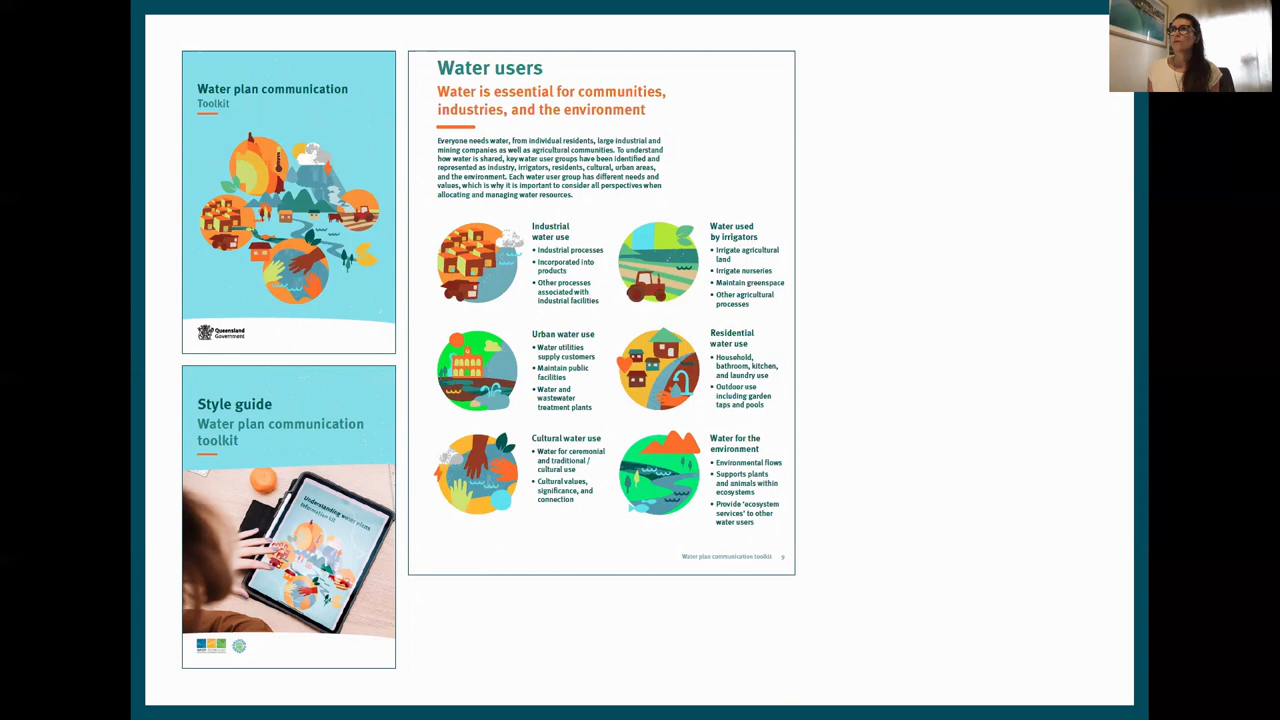 Water plan communication
Toolkit
Queensland
Government
Style guide
Water plan communication
toolkit
Understanding water plans
information kit
Water users
Water is essential for communities,
industries, and the environment
Everyone needs water, from individual residents, large industrial and
mining companies as well as agricultural communities. To understand
how water is shared, key water user groups have been identified and
represented as industry, irrigators, residents, cultural, urban areas,
and the environment. Each water user group has different needs and
values, which is why it is important to consider all perspectives when
allocating and managing water resources.
Industrial
water use
• Industrial processes
• Incorporated into
products
• Other processes
associated with
industrial facilities
Water used
by irrigators
• Irrigate agricultural
land
• Irrigate nurseries
• Maintain greenspace
• Other agricultural
processes
Urban water use
• Water utilities
supply customers
• Maintain public
facilities
• Water and
wastewater
treatment plants
Residential
water use
• Household,
bathroom, kitchen,
and laundry use
• Outdoor use
including garden
taps and pools
Cultural water use
• Water for ceremonial
and traditional /
cultural use
• Cultural values,
significance, and
connection
Water for the
environment
• Environmental flows
• Supports plants
and animals within
ecosystems
• Provide 'ecosystem
services' to other
water users
Water plan communication toolkit 9